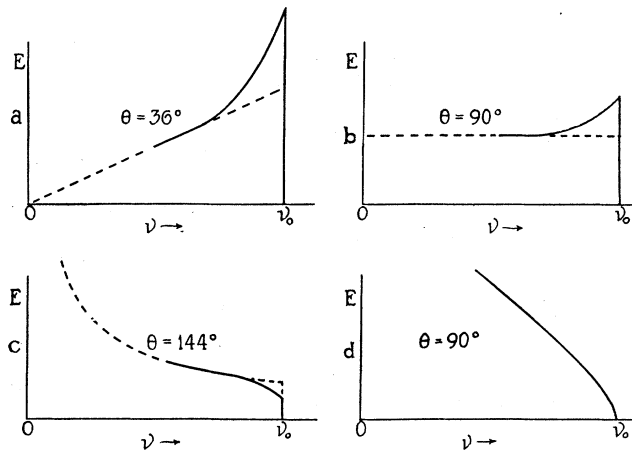 E
a
θ = 36°
0
ν →
ν₀
E
b
θ = 90°
0
ν →
ν₀
E
c
θ = 144°
0
ν →
ν₀
E
d
θ = 90°
0
ν →
ν₀